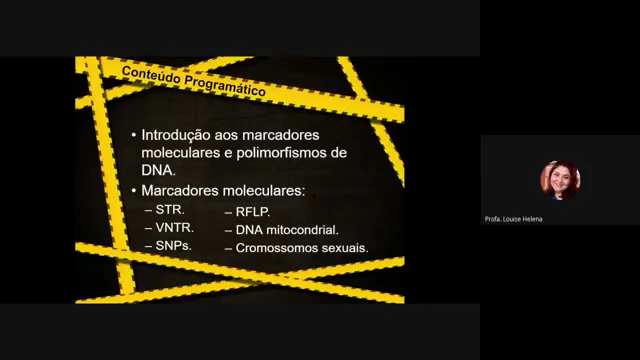 Conteúdo Programático
• Introdução aos marcadores
moleculares e polimorfismos de
DNA.
• Marcadores moleculares:
– STR.
– VNTR.
– SNPs.
– RFLP.
– DNA mitocondrial.
– Cromossomos sexuais.
Profa. Louise Helena